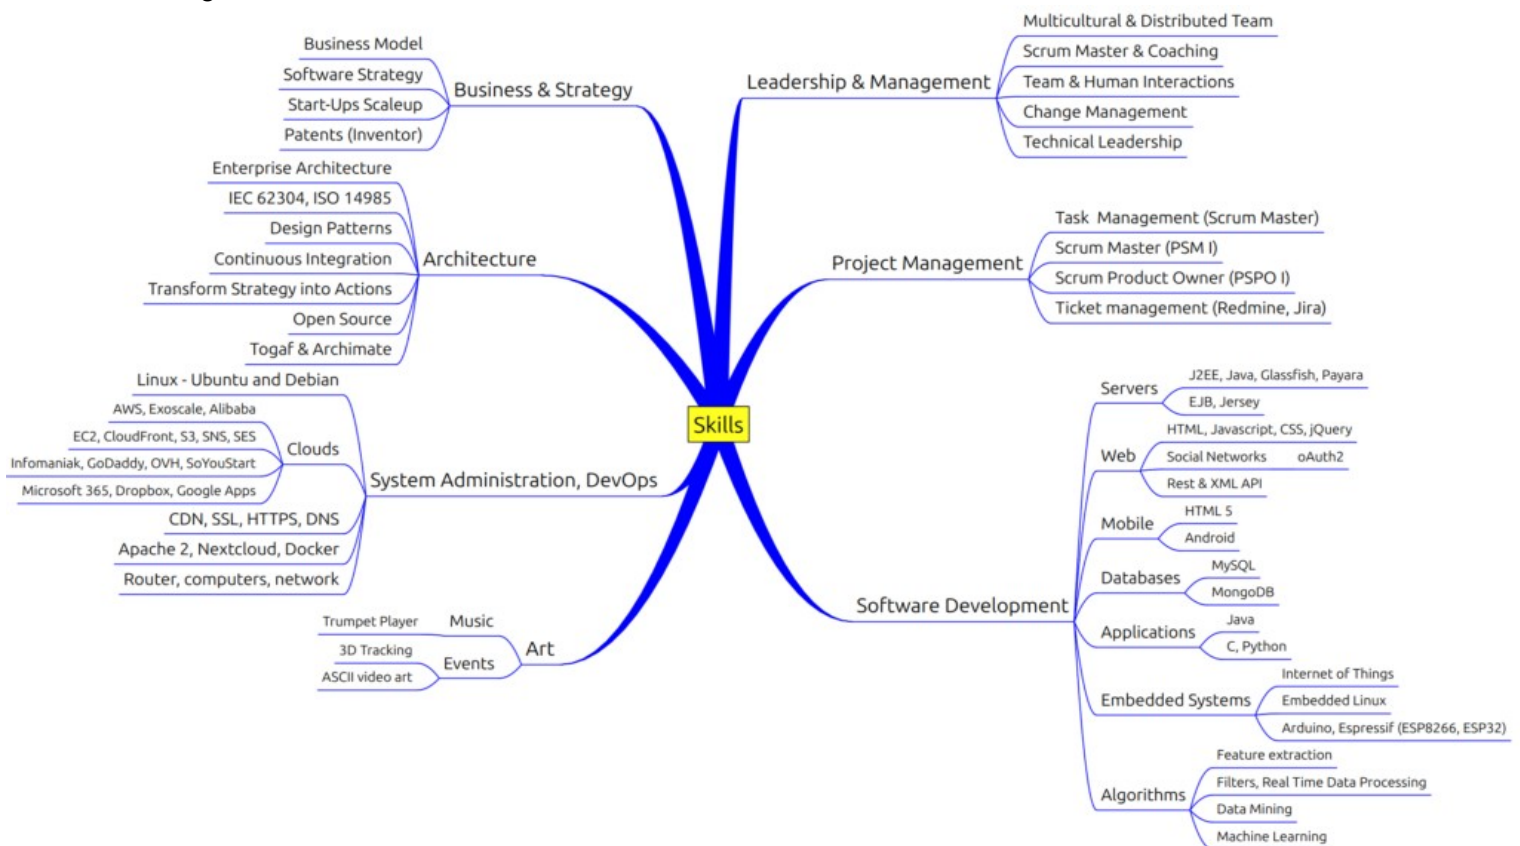 Business Model
Software Strategy
Start-Ups Scaleup
Patents (Inventor)
Business & Strategy
Enterprise Architecture
IEC 62304, ISO 14985
Design Patterns
Continuous Integration
Transform Strategy into Actions
Open Source
Togaf & Archimate
Architecture
Linux - Ubuntu and Debian
AWS, Exoscale, Alibaba
EC2, CloudFront, S3, SNS, SES
Infomaniak, GoDaddy, OVH, SoYouStart
Microsoft 365, Dropbox, Google Apps
Clouds
CDN, SSL, HTTPS, DNS
Apache 2, Nextcloud, Docker
Router, computers, network
System Administration, DevOps
Trumpet Player
Music
3D Tracking
ASCII video art
Events
Art
Skills
Leadership & Management
Multicultural & Distributed Team
Scrum Master & Coaching
Team & Human Interactions
Change Management
Technical Leadership
Project Management
Task  Management (Scrum Master)
Scrum Master (PSM I)
Scrum Product Owner (PSPO I)
Ticket management (Redmine, Jira)
Software Development
Servers
J2EE, Java, Glassfish, Payara
EJB, Jersey
Web
HTML, Javascript, CSS, jQuery
Social Networks oAuth2
Rest & XML API
Mobile
HTML 5
Android
Databases
MySQL
MongoDB
Applications
Java
C, Python
Embedded Systems
Internet of Things
Embedded Linux
Arduino, Espressif (ESP8266, ESP32)
Algorithms
Feature extraction
Filters, Real Time Data Processing
Data Mining
Machine Learning